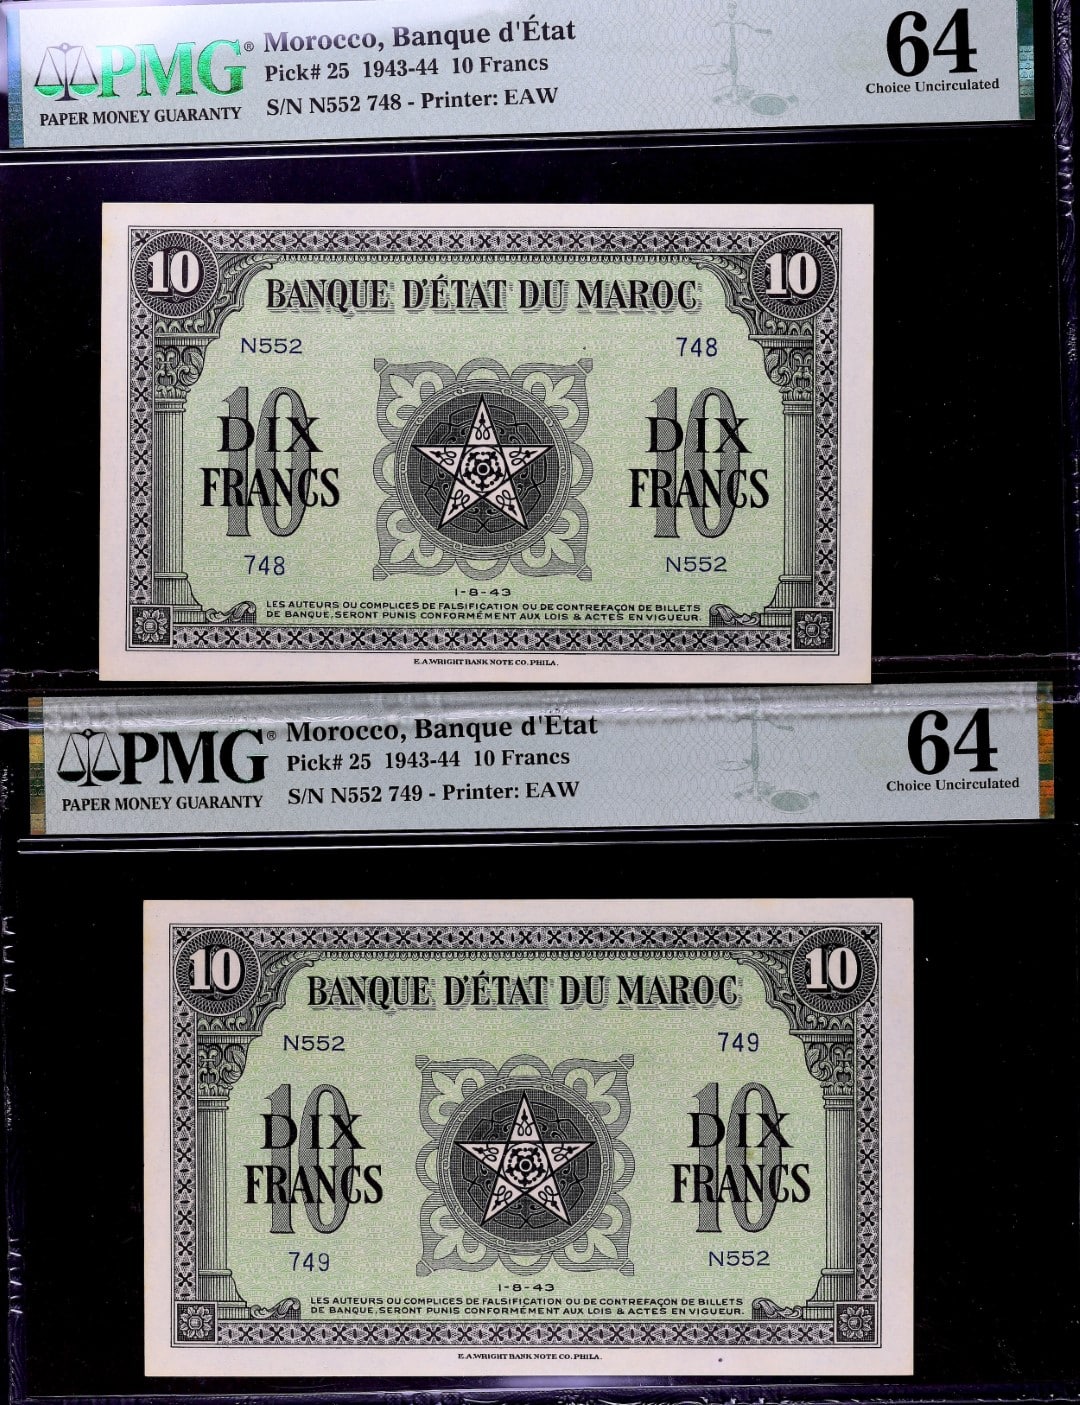 PMG®
PAPER MONEY GUARANTY
Morocco, Banque d'État
Pick# 25 1943-44 10 Francs
S/N N552 748 - Printer: EAW
64
Choice Uncirculated
10 10
BANQUE D'ÉTAT DU MAROC
N552 748
10 10
DIX DIX
FRANCS FRANCS
748 N552
1-8-43
LES AUTEURS OU COMPLICES DE FALSIFICATION OU DE CONTREFAÇON DE BILLETS
DE BANQUE, SERONT PUNIS CONFORMÉMENT AUX LOIS & ACTES EN VIGUEUR.
E.A.WRIGHT BANK NOTE CO. PHILA.
PMG®
PAPER MONEY GUARANTY
Morocco, Banque d'État
Pick# 25 1943-44 10 Francs
S/N N552 749 - Printer: EAW
64
Choice Uncirculated
10 10
BANQUE D'ÉTAT DU MAROC
N552 749
10 10
DIX DIX
FRANCS FRANCS
749 N552
1-8-43
LES AUTEURS OU COMPLICES DE FALSIFICATION OU DE CONTREFAÇON DE BILLETS
DE BANQUE, SERONT PUNIS CONFORMÉMENT AUX LOIS & ACTES EN VIGUEUR.
E.A.WRIGHT BANK NOTE CO. PHILA.